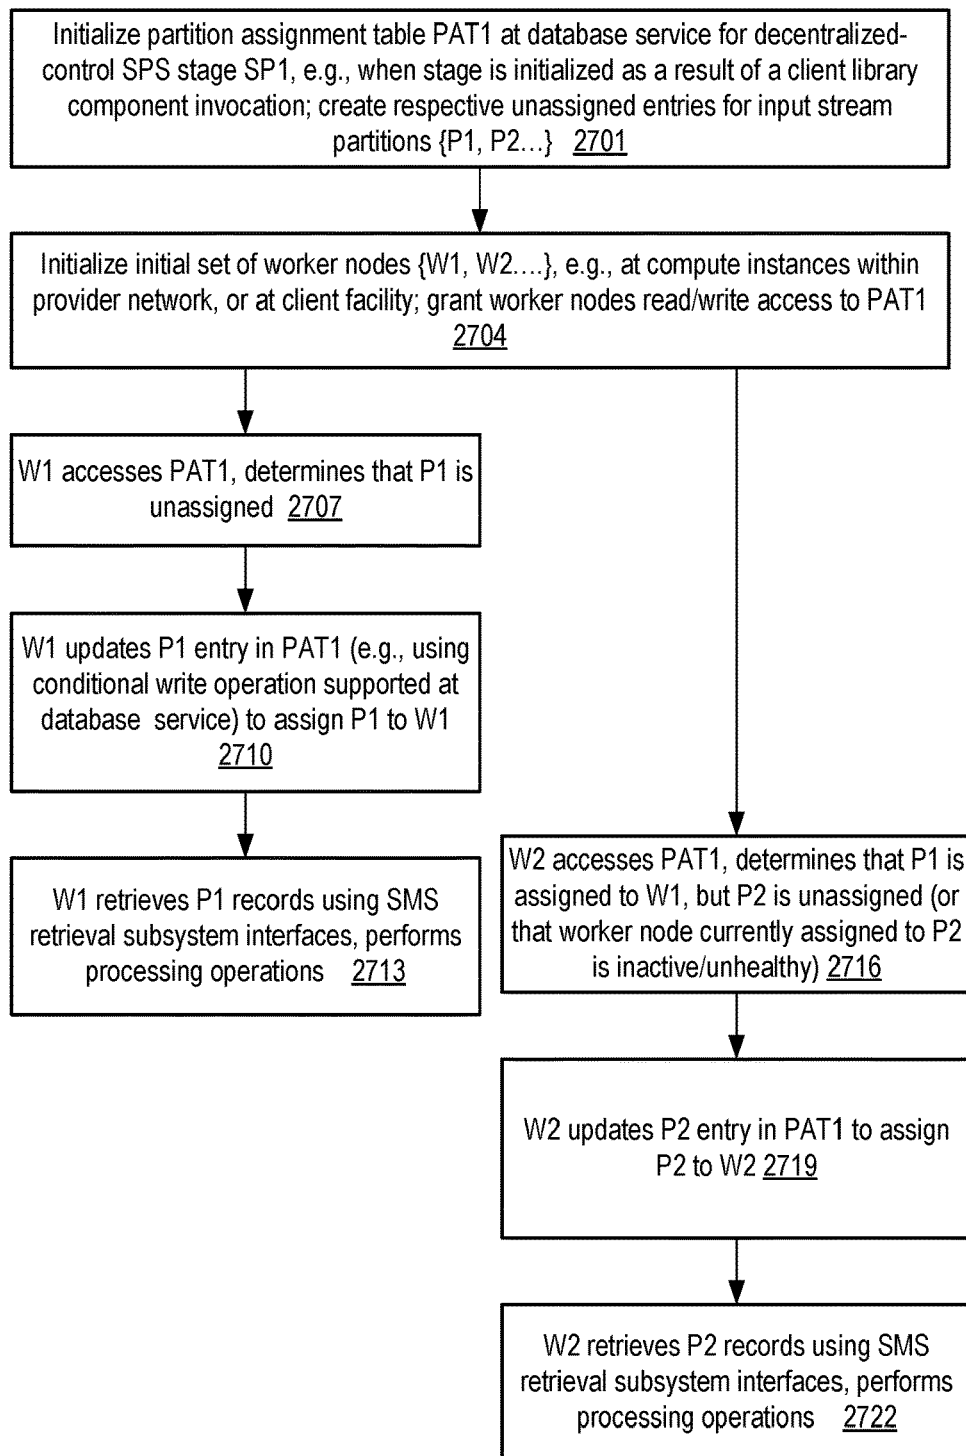 Initialize partition assignment table PAT1 at database service for decentralized-
control SPS stage SP1, e.g., when stage is initialized as a result of a client library
component invocation; create respective unassigned entries for input stream
partitions {P1, P2...} 2701
Initialize initial set of worker nodes {W1, W2....}, e.g., at compute instances within
provider network, or at client facility; grant worker nodes read/write access to PAT1
2704
W1 accesses PAT1, determines that P1 is
unassigned 2707
W1 updates P1 entry in PAT1 (e.g., using
conditional write operation supported at
database service) to assign P1 to W1
2710
W1 retrieves P1 records using SMS
retrieval subsystem interfaces, performs
processing operations 2713
W2 accesses PAT1, determines that P1 is
assigned to W1, but P2 is unassigned (or
that worker node currently assigned to P2
is inactive/unhealthy) 2716
W2 updates P2 entry in PAT1 to assign
P2 to W2 2719
W2 retrieves P2 records using SMS
retrieval subsystem interfaces, performs
processing operations 2722